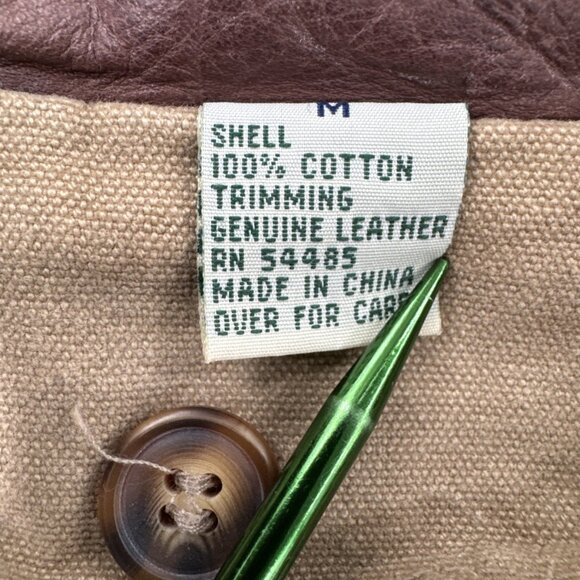 M
SHELL
100% COTTON
TRIMMING
GENUINE LEATHER
RN 54485
MADE IN CHINA
OVER FOR CARE